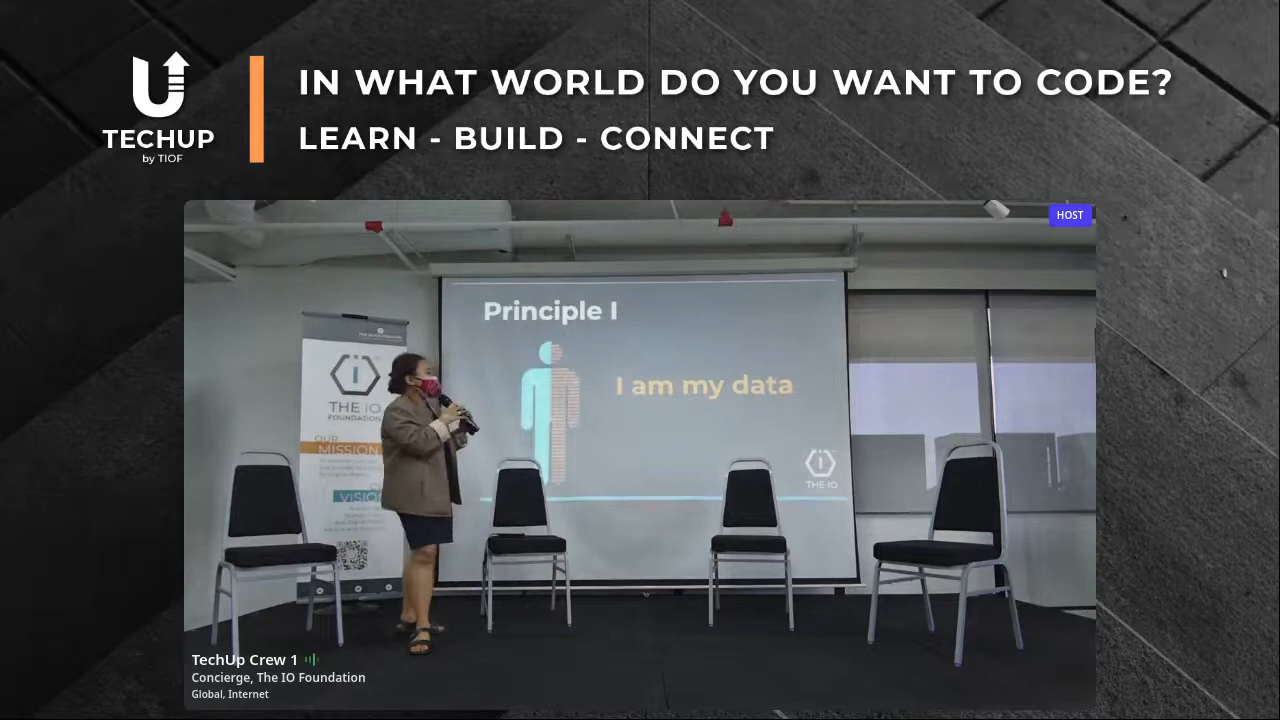 TECHUP
by TIOF
IN WHAT WORLD DO YOU WANT TO CODE?
LEARN - BUILD - CONNECT
HOST
Principle I
I am my data
THE IO
THE IO
FOUNDATION
OUR
MISSION
VISIO
TechUp Crew 1
Concierge, The IO Foundation
Global, Internet